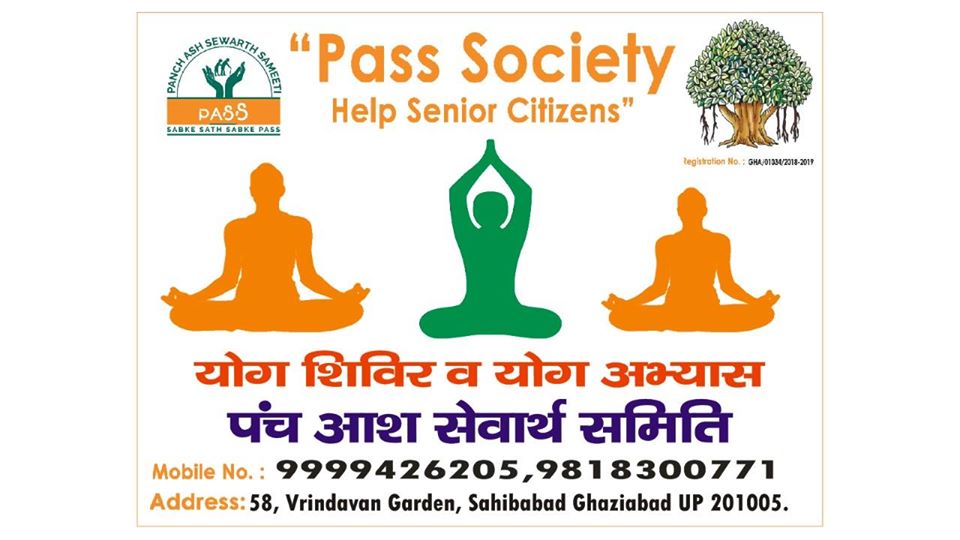 PANCH ASH SEWARTH SAMEETI
PASS
SABKE SATH SABKE PASS
“Pass Society
Help Senior Citizens”
Registration No. : GHA/01334/2018-2019
योग शिविर व योग अभ्यास
पंच आश सेवार्थ समिति
Mobile No. : 9999426205,9818300771
Address: 58, Vrindavan Garden, Sahibabad Ghaziabad UP 201005.